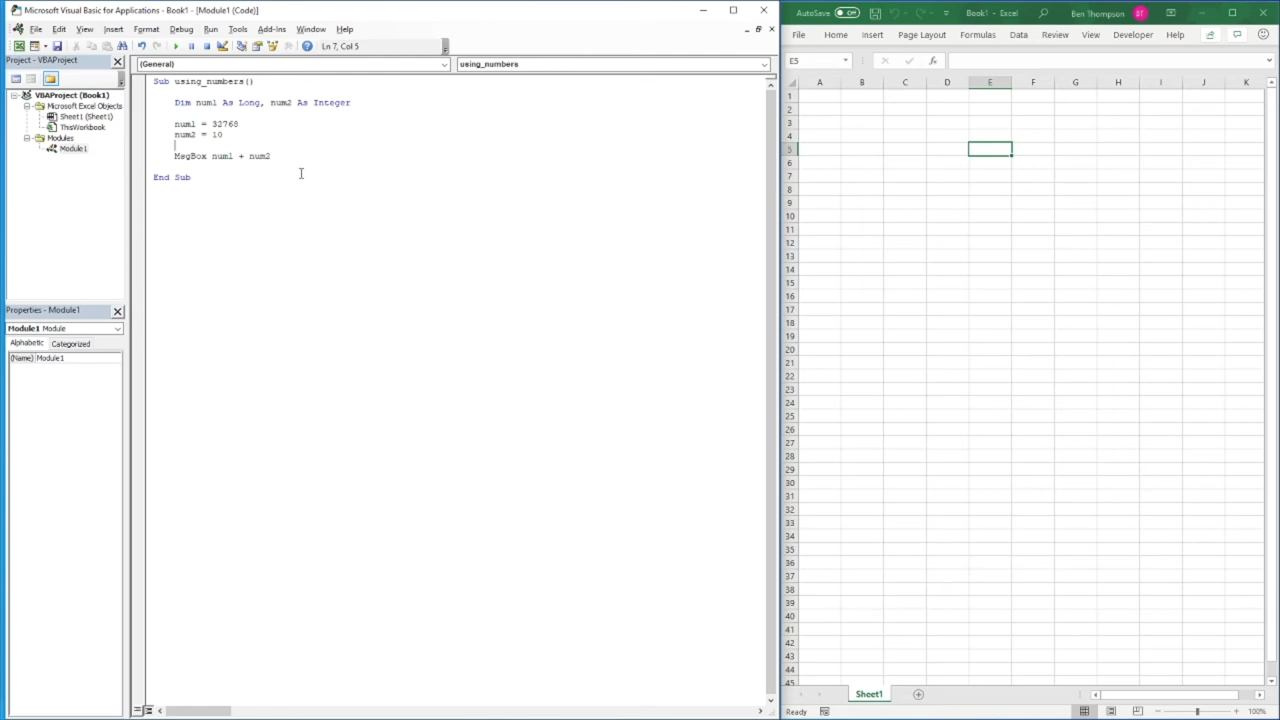 Microsoft Visual Basic for Applications - Book1 - [Module1 (Code)]
File Edit View Insert Format Debug Run Tools Add-Ins Window Help
Ln 7, Col 5
Project - VBAProject
VBAProject (Book1)
Microsoft Excel Objects
Sheet1 (Sheet1)
ThisWorkbook
Modules
Module1
Properties - Module1
Module1 Module
Alphabetic Categorized
(Name) Module1
(General) using_numbers
Sub using_numbers()
Dim num1 As Long, num2 As Integer
num1 = 32768
num2 = 10
MsgBox num1 + num2
End Sub
AutoSave Off Book1 - Excel Ben Thompson BT
File Home Insert Page Layout Formulas Data Review View Developer Help
E5 fx
A B C D E F G H I J K
1
2
3
4
5
6
7
8
9
10
11
12
13
14
15
16
17
18
19
20
21
22
23
24
25
26
27
28
29
30
31
32
33
34
35
36
37
38
39
40
41
42
43
44
45
Sheet1
Ready 100%